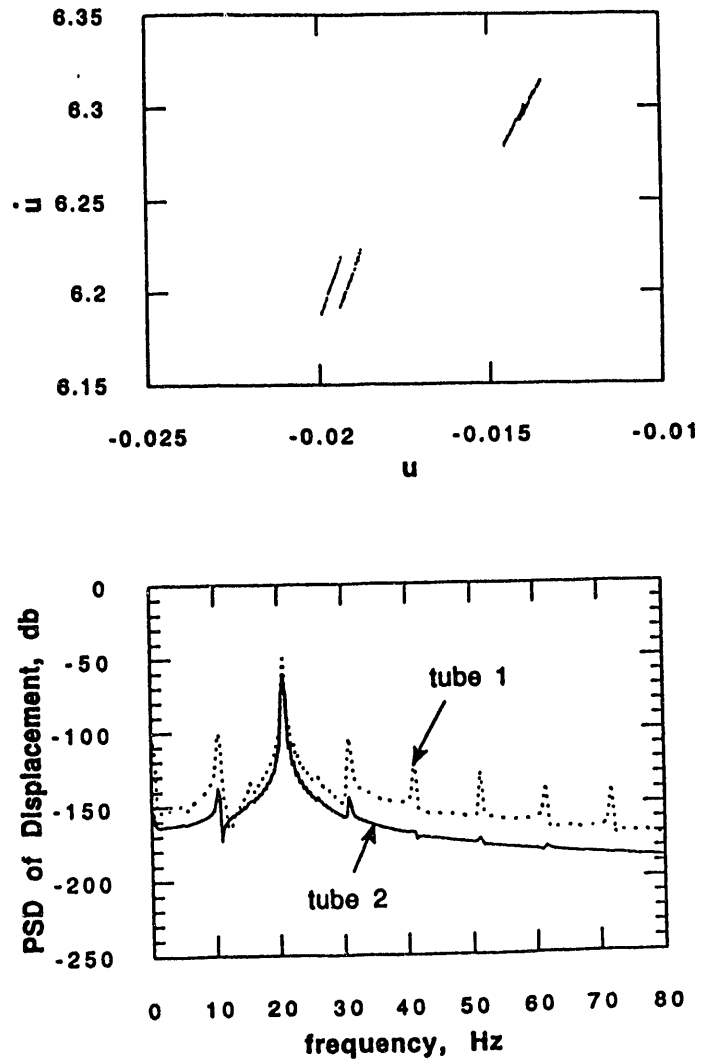 6.35
6.3
6.25
6.2
6.15
u̇
-0.025 -0.02 -0.015 -0.01
u
0
-50
-100
-150
-200
-250
PSD of Displacement, db
tube 1
tube 2
0 10 20 30 40 50 60 70 80
frequency, Hz